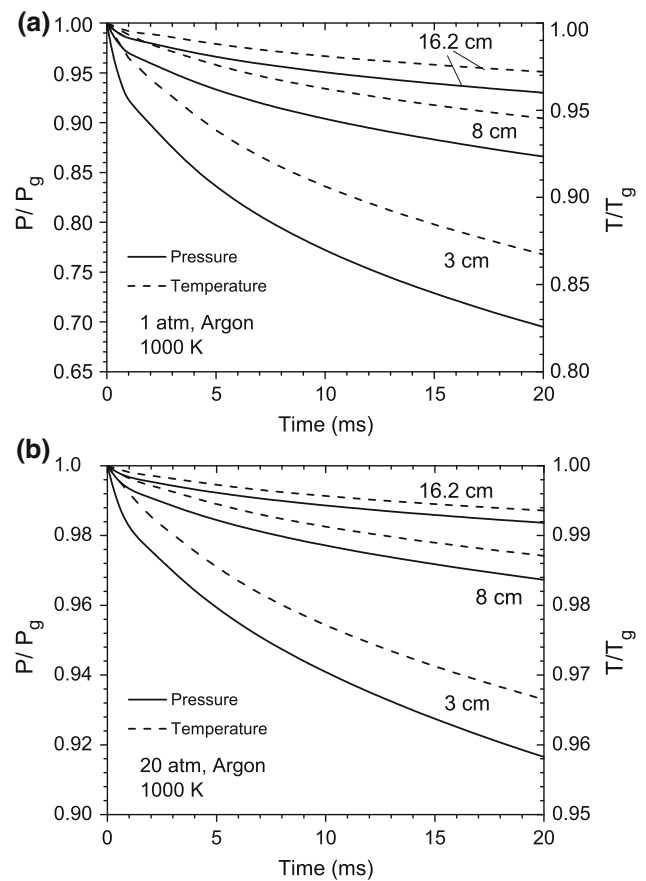 (a)
1.00
0.95
0.90
0.85
0.80
0.75
0.70
0.65
P/ Pg
1.00
0.95
0.90
0.85
0.80
T/Tg
16.2 cm
8 cm
3 cm
Pressure
Temperature
1 atm, Argon
1000 K
0 5 10 15 20
Time (ms)
(b)
1.0
0.98
0.96
0.94
0.92
0.90
P/ Pg
1.00
0.99
0.98
0.97
0.96
0.95
T/Tg
16.2 cm
8 cm
3 cm
Pressure
Temperature
20 atm, Argon
1000 K
0 5 10 15 20
Time (ms)